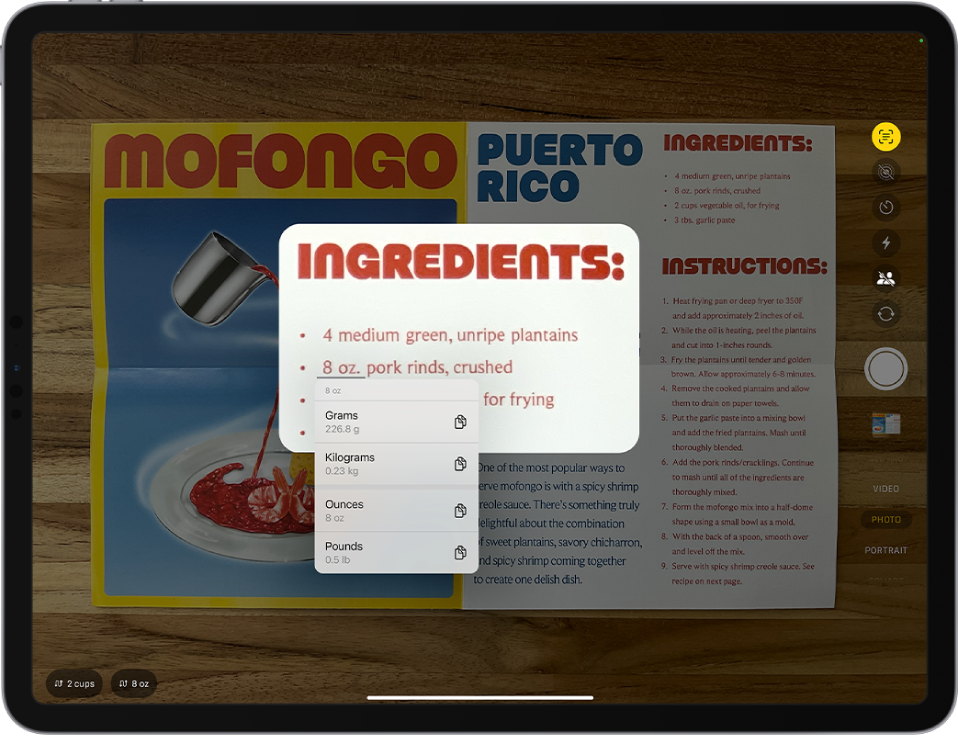 MOFONGO
PUERTO
RICO
INGREDIENTS:
• 4 medium green, unripe plantains
• 8 oz. pork rinds, crushed
• 2 cups vegetable oil, for frying
• 3 tbs. garlic paste
INSTRUCTIONS:
1. Heat frying pan or deep fryer to 350F
and add approximately 2 inches of oil.
2. While the oil is heating, peel the plantains
and cut into 1-inches rounds.
3. Fry the plantains until tender and golden
brown. Allow approximately 6-8 minutes.
4. Remove the cooked plantains and allow
them to drain on paper towels.
5. Put the garlic paste into a mixing bowl
and add the fried plantains. Mash until
thoroughly blended.
6. Add the pork rinds/cracklings. Continue
to mash until all of the ingredients are
thoroughly mixed.
7. Form the mofongo mix into a half-dome
shape using a small bowl as a moid.
8. With the back of a spoon, smooth over
and level off the mix.
9. Serve with spicy shrimp creole sauce. See
recipe on next page.
INGREDIENTS:
• 4 medium green, unripe plantains
• 8 oz. pork rinds, crushed
• for frying
•
8 oz
Grams
226.8 g
Kilograms
0.23 kg
Ounces
8 oz
Pounds
0.5 lb
One of the most popular ways to
serve mofongo is with a spicy shrimp
creole sauce. There's something truly
delightful about the combination
of sweet plantains, savory chicharron,
and spicy shrimp coming together
to create one delish dish.
VIDEO
PHOTO
PORTRAIT
2 cups
8 oz